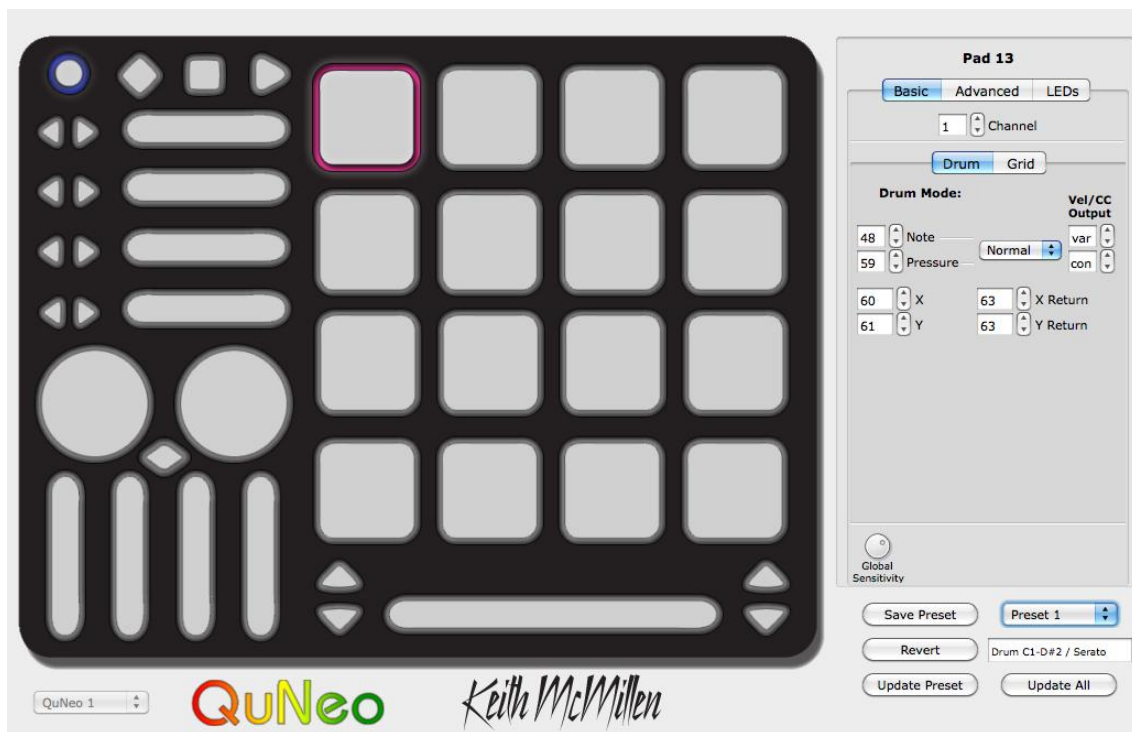 Pad 13
Basic Advanced LEDs
1 Channel
Drum Grid
Drum Mode:
Vel/CC
Output
48 Note Normal var
59 Pressure con
60 X 63 X Return
61 Y 63 Y Return
Global
Sensitivity
Save Preset Preset 1
Revert Drum C1-D#2 / Serato
Update Preset Update All
QuNeo 1 QuNeo Keith McMillen